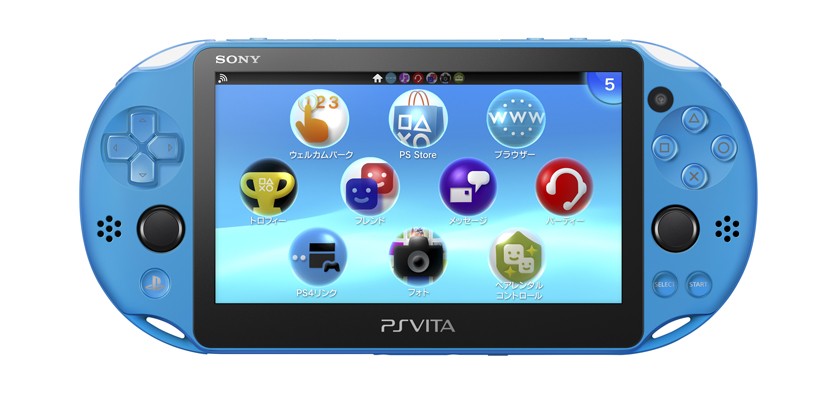 SONY
5
123
WWW
ウェルカムパーク
PS Store
ブラウザー
トロフィー
フレンド
メッセージ
パーティー
PS4リンク
フォト
ペアレンタル
コントロール
SELECT
START
PSVITA